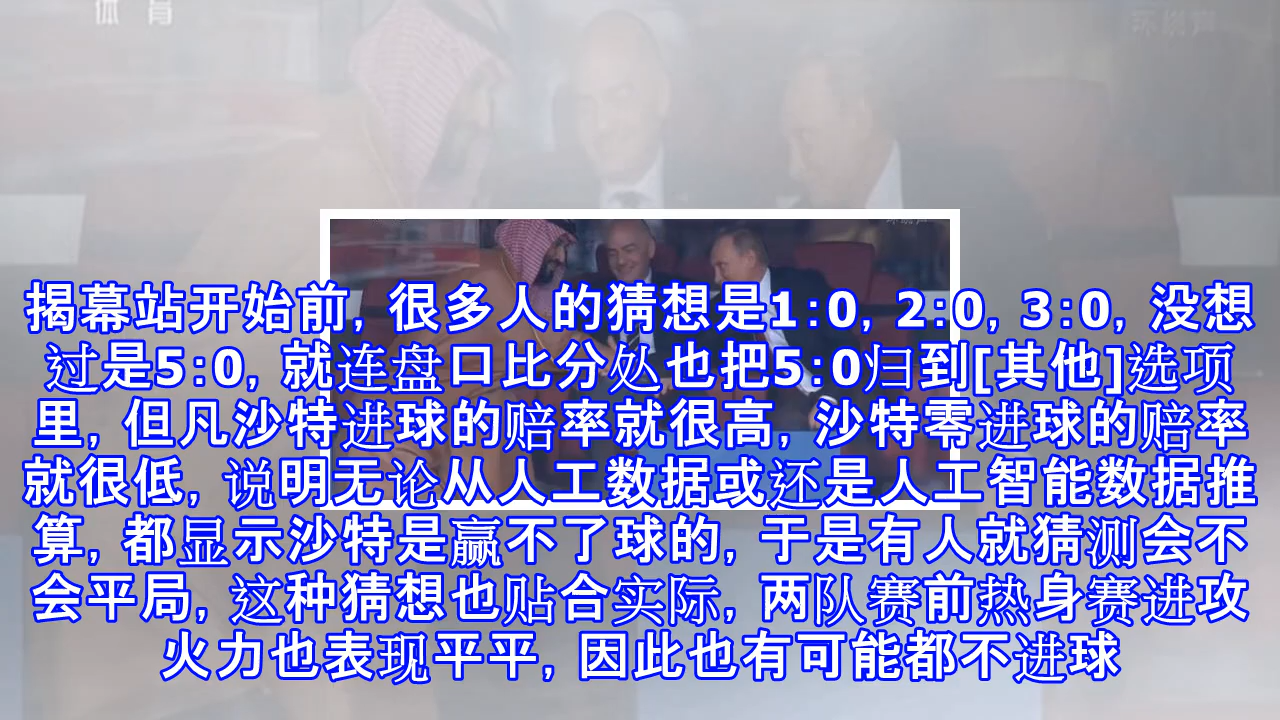 体育
环绕声
揭幕站开始前, 很多人的猜想是1:0, 2:0, 3:0, 没想
过是5:0, 就连盘口比分处也把5:0归到[其他]选项
里, 但凡沙特进球的赔率就很高, 沙特零进球的赔率
就很低, 说明无论从人工数据或还是人工智能数据推
算, 都显示沙特是赢不了球的, 于是有人就猜测会不
会平局, 这种猜想也贴合实际, 两队赛前热身赛进攻
火力也表现平平, 因此也有可能都不进球